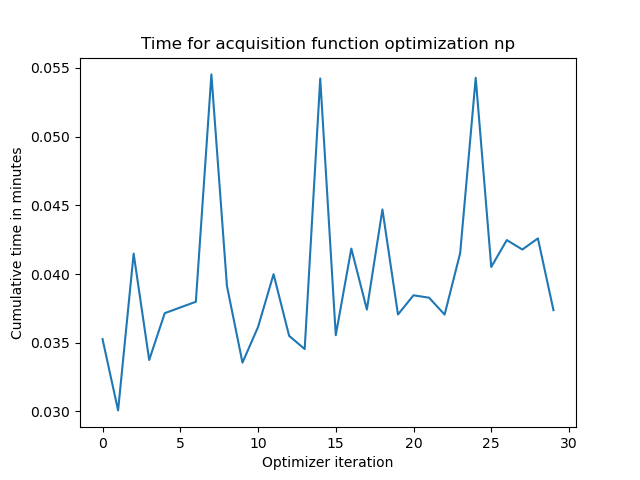 Time for acquisition function optimization np
Cumulative time in minutes
0.055
0.050
0.045
0.040
0.035
0.030
0 5 10 15 20 25 30
Optimizer iteration